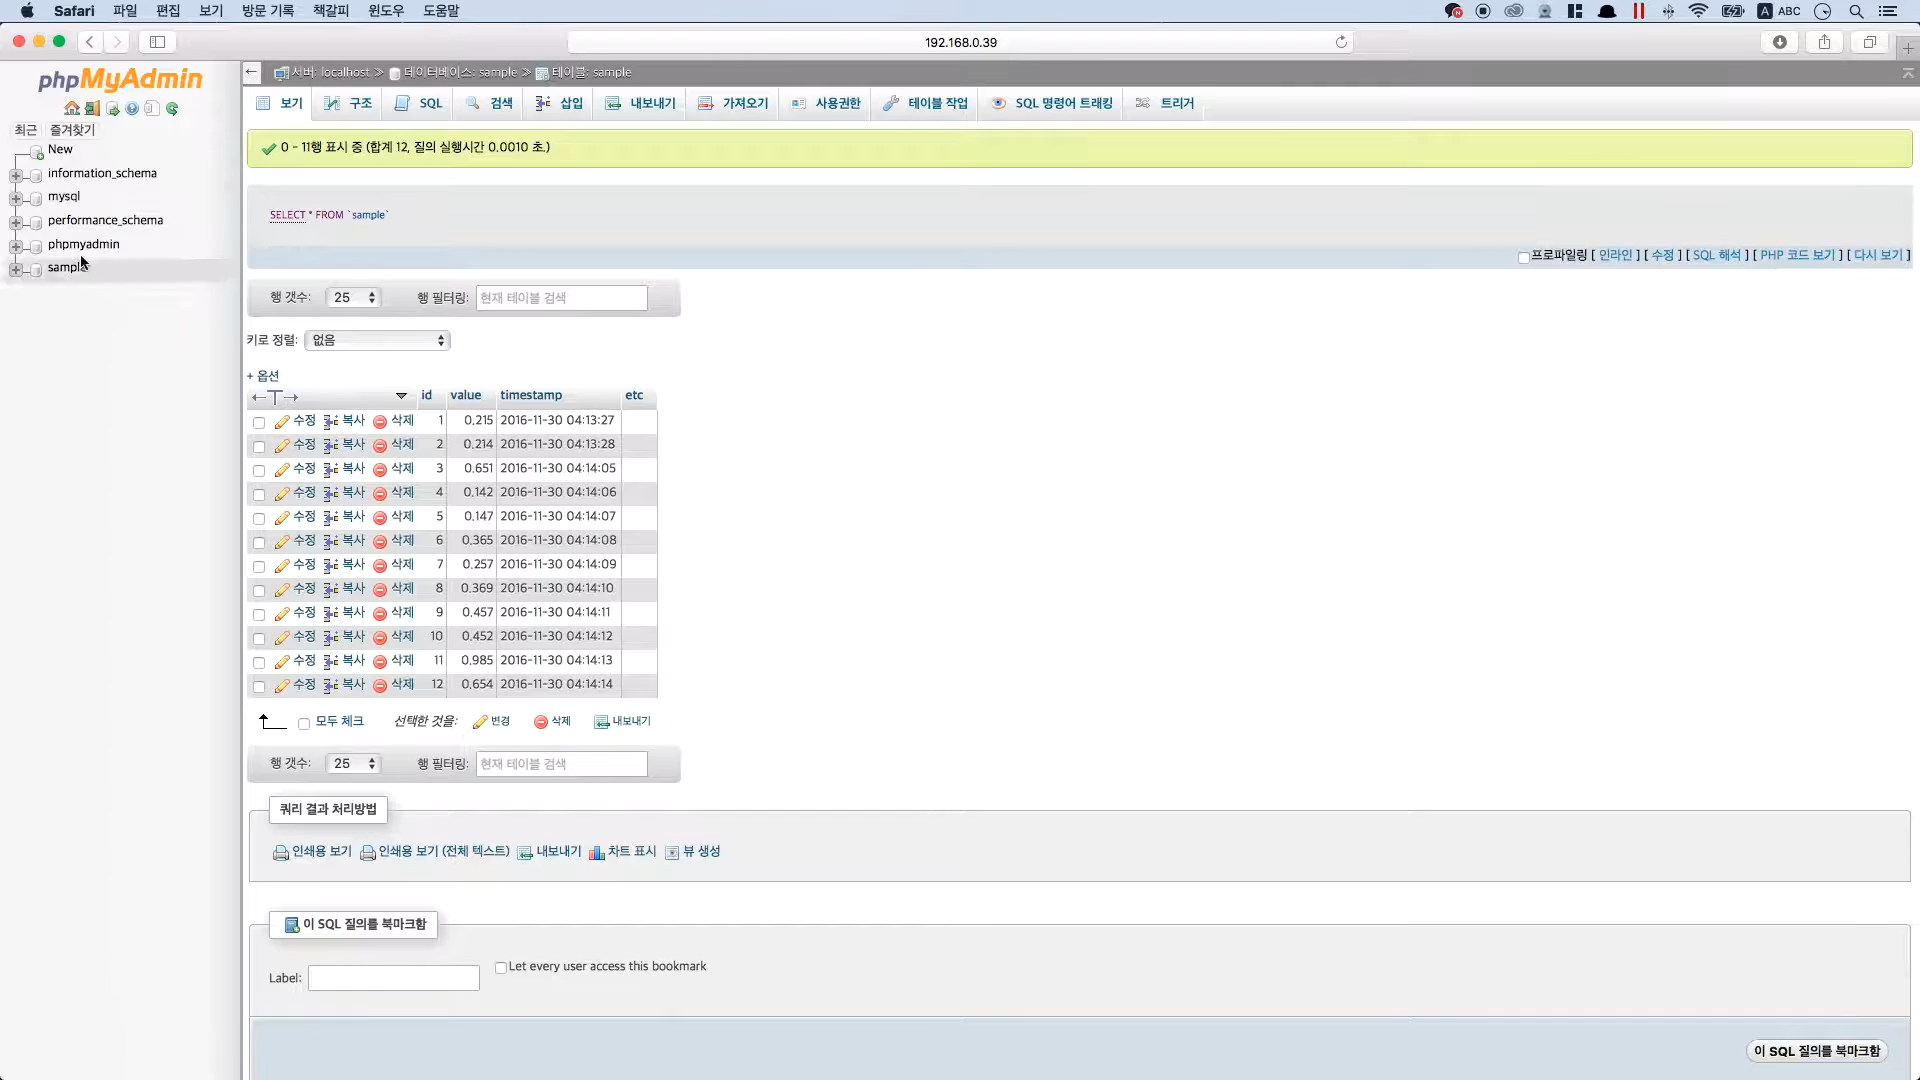 Safari 파일 편집 보기 방문 기록 책갈피 윈도우 도움말 A ABC
192.168.0.39
phpMyAdmin
최근 즐겨찾기
New
information_schema
mysql
performance_schema
phpmyadmin
sample
서버: localhost » 데이터베이스: sample » 테이블: sample
보기 구조 SQL 검색 삽입 내보내기 가져오기 사용권한 테이블 작업 SQL 명령어 트래킹 트리거
0 - 11행 표시 중 (합계 12, 질의 실행시간 0.0010 초.)
SELECT * FROM `sample`
프로파일링 [ 인라인 ] [ 수정 ] [ SQL 해석 ] [ PHP 코드 보기 ] [ 다시 보기 ]
행 갯수: 25 행 필터링: 현재 테이블 검색
키로 정렬: 없음
+ 옵션
←T→ id value timestamp etc
수정 복사 삭제 1 0.215 2016-11-30 04:13:27
수정 복사 삭제 2 0.214 2016-11-30 04:13:28
수정 복사 삭제 3 0.651 2016-11-30 04:14:05
수정 복사 삭제 4 0.142 2016-11-30 04:14:06
수정 복사 삭제 5 0.147 2016-11-30 04:14:07
수정 복사 삭제 6 0.365 2016-11-30 04:14:08
수정 복사 삭제 7 0.257 2016-11-30 04:14:09
수정 복사 삭제 8 0.369 2016-11-30 04:14:10
수정 복사 삭제 9 0.457 2016-11-30 04:14:11
수정 복사 삭제 10 0.452 2016-11-30 04:14:12
수정 복사 삭제 11 0.985 2016-11-30 04:14:13
수정 복사 삭제 12 0.654 2016-11-30 04:14:14
모두 체크 선택한 것을: 변경 삭제 내보내기
행 갯수: 25 행 필터링: 현재 테이블 검색
쿼리 결과 처리방법
인쇄용 보기 인쇄용 보기 (전체 텍스트) 내보내기 차트 표시 뷰 생성
이 SQL 질의를 북마크함
Label: Let every user access this bookmark
이 SQL 질의를 북마크함